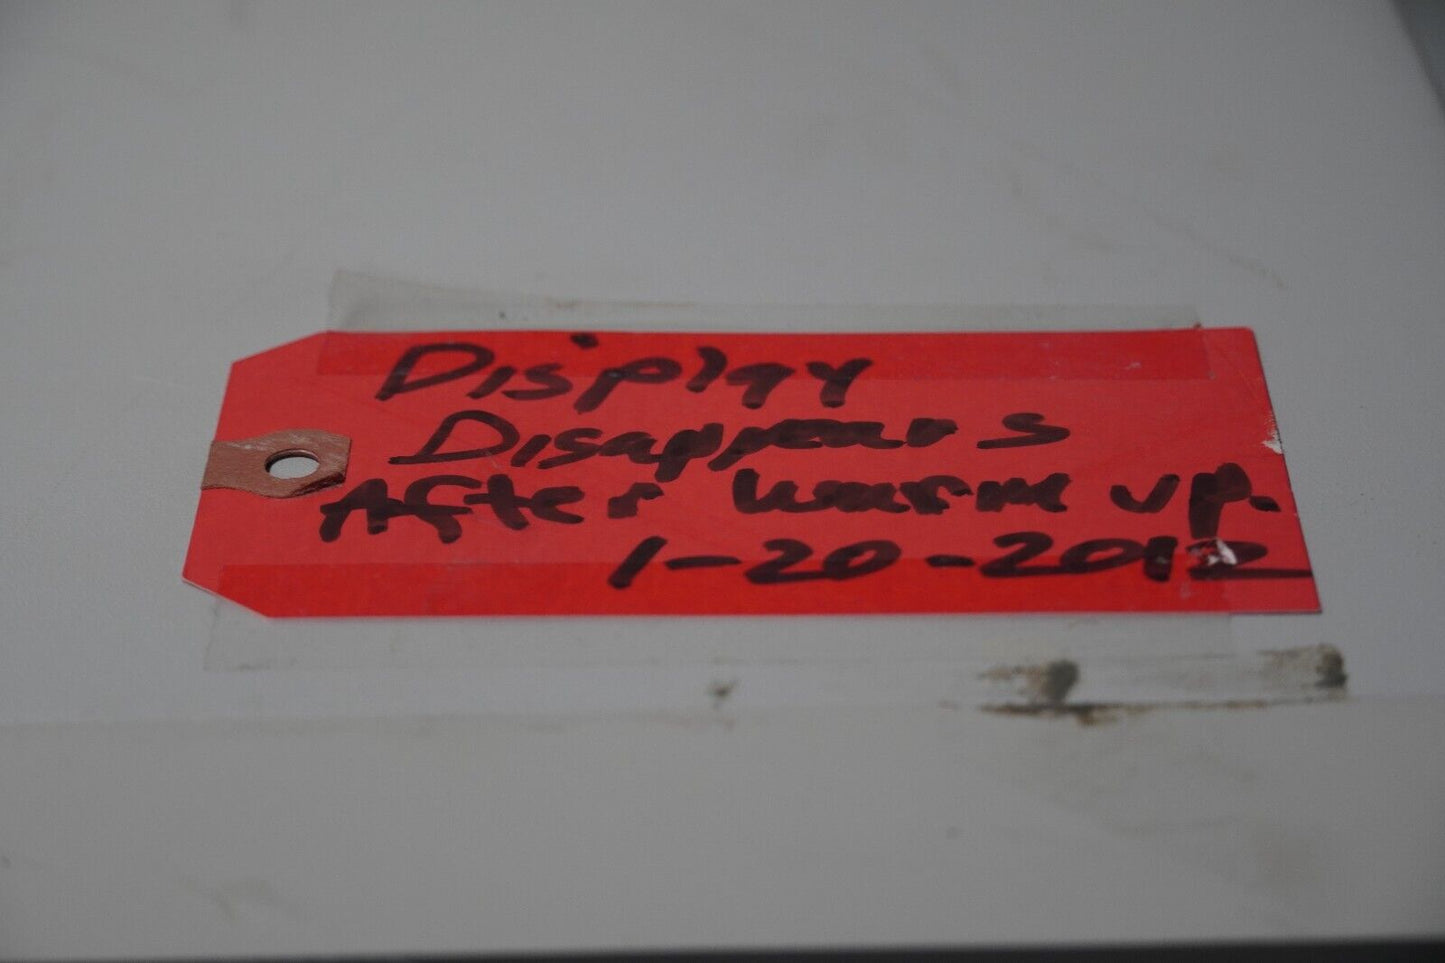 Display
Disappears
After warm up.
1-20-2012